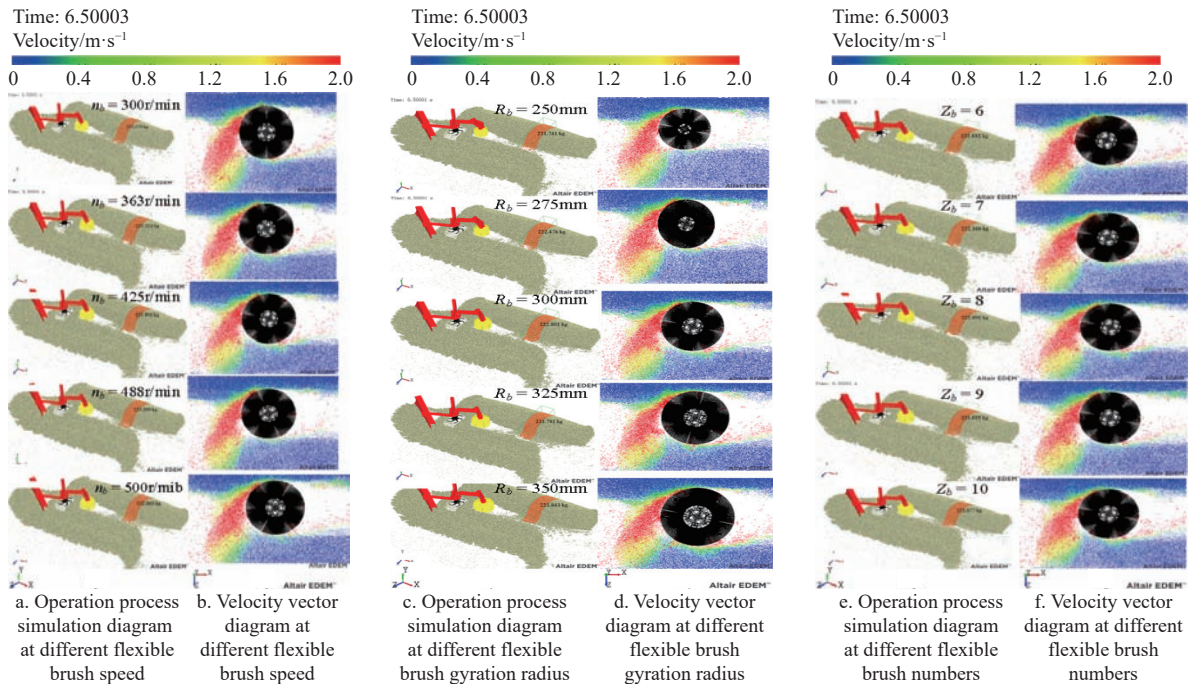 Time: 6.50003
Velocity/m·s⁻¹
0 0.4 0.8 1.2 1.6 2.0
n_b = 300r/min
Altair EDEM
n_b = 363r/min
n_b = 425r/min
n_b = 488r/min
n_b = 500r/mib
Altair EDEM™
a. Operation process
simulation diagram
at different flexible
brush speed
b. Velocity vector
diagram at
different flexible
brush speed
Time: 6.50003
Velocity/m·s⁻¹
0 0.4 0.8 1.2 1.6 2.0
R_b = 250mm
Altair EDEM
R_b = 275mm
R_b = 300mm
R_b = 325mm
R_b = 350mm
Altair EDEM™
c. Operation process
simulation diagram
at different flexible
brush gyration radius
d. Velocity vector
diagram at different
flexible brush
gyration radius
Time: 6.50003
Velocity/m·s⁻¹
0 0.4 0.8 1.2 1.6 2.0
Z_b = 6
Z_b = 7
Z_b = 8
Z_b = 9
Z_b = 10
Altair EDEM™
e. Operation process
simulation diagram
at different flexible
brush numbers
f. Velocity vector
diagram at different
flexible brush
numbers